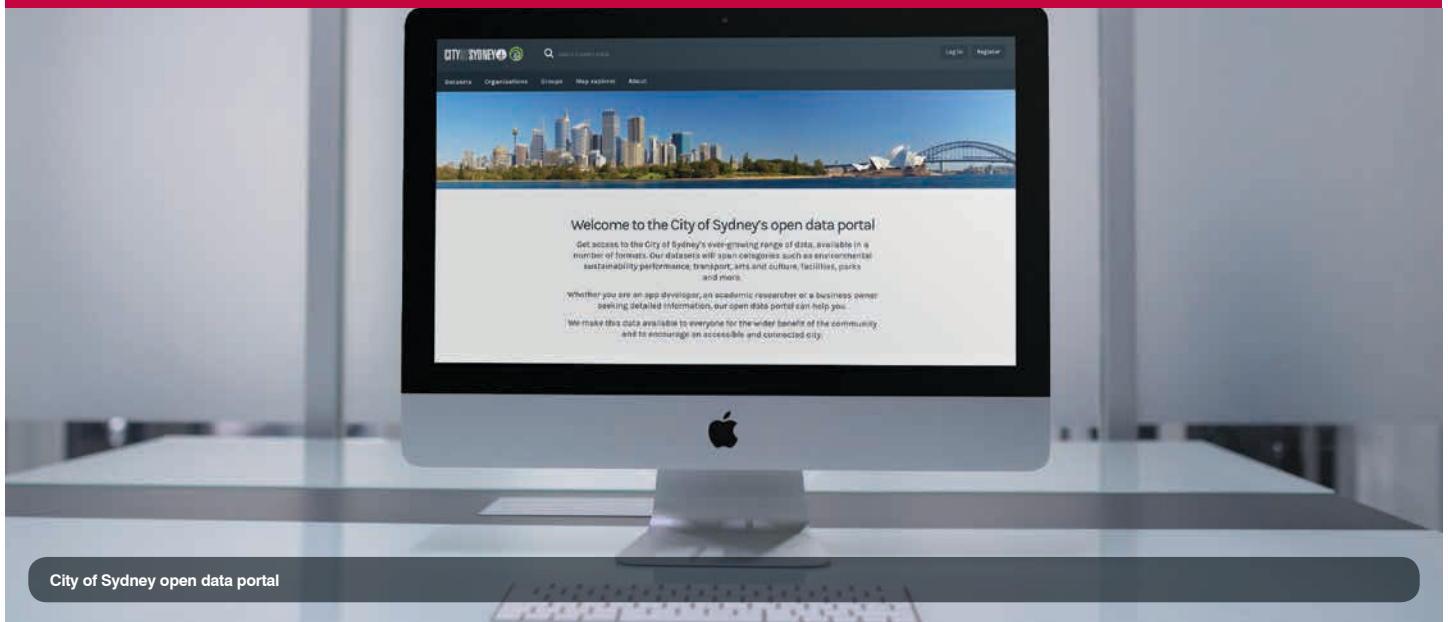 CITY OF SYDNEY
Log in Register
Datasets Organisations Groups Map explorer About
Welcome to the City of Sydney's open data portal
Get access to the City of Sydney's ever-growing range of data, available in a
number of formats. Our datasets will span categories such as environmental
sustainability performance, transport, arts and culture, facilities, parks
and more.
Whether you are an app developer, an academic researcher or a business owner
seeking detailed information, our open data portal can help you.
We make this data available to everyone for the wider benefit of the community
and to encourage an accessible and connected city.
City of Sydney open data portal